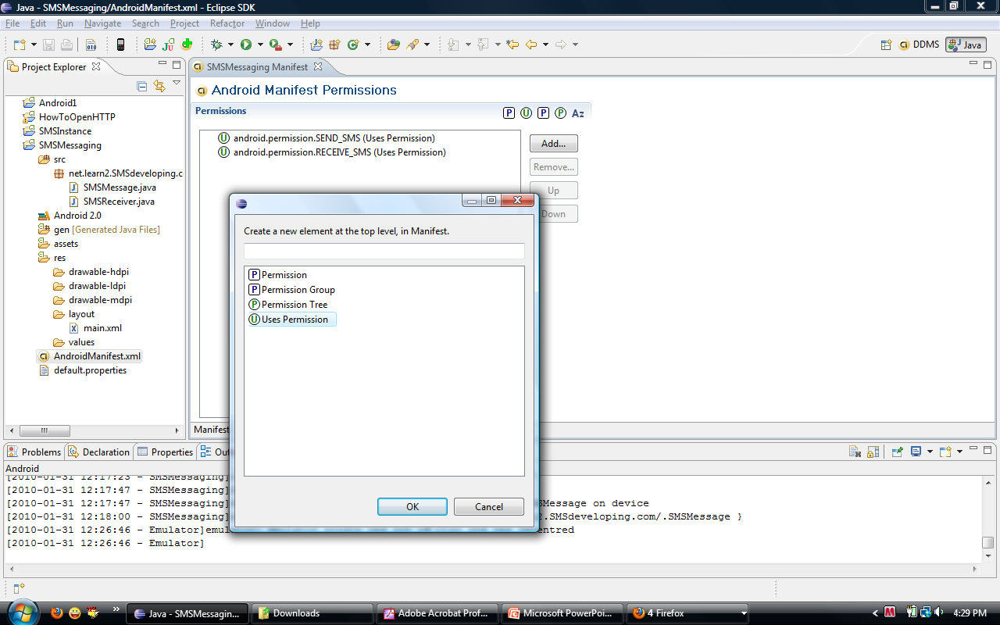 Java - SMSMessaging/AndroidManifest.xml - Eclipse SDK
File Edit Run Navigate Search Project Refactor Window Help
DDMS Java
Project Explorer
SMSMessaging Manifest
Android1
HowToOpenHTTP
SMSInstance
SMSMessaging
src
net.learn2.SMSdeveloping.c
SMSMessage.java
SMSReceiver.java
Android 2.0
gen [Generated Java Files]
assets
res
drawable-hdpi
drawable-ldpi
drawable-mdpi
layout
main.xml
values
AndroidManifest.xml
default.properties
Android Manifest Permissions
Permissions
P U P P Az
U android.permission.SEND_SMS (Uses Permission)
U android.permission.RECEIVE_SMS (Uses Permission)
Add...
Remove...
Up
Down
Manifest
Create a new element at the top level, in Manifest.
P Permission
P Permission Group
P Permission Tree
U Uses Permission
OK Cancel
Problems Declaration Properties Out
Android
[2010-01-31 12:17:23 - SMSMessaging]
[2010-01-31 12:17:47 - SMSMessaging]
[2010-01-31 12:17:47 - SMSMessaging] SMessage on device
[2010-01-31 12:18:00 - SMSMessaging] 2.SMSdeveloping.com/.SMSMessage }
[2010-01-31 12:26:46 - Emulator]emul entred
[2010-01-31 12:26:46 - Emulator]
Java - SMSMessagin... Downloads Adobe Acrobat Prof... Microsoft PowerPoi... 4 Firefox 4:29 PM